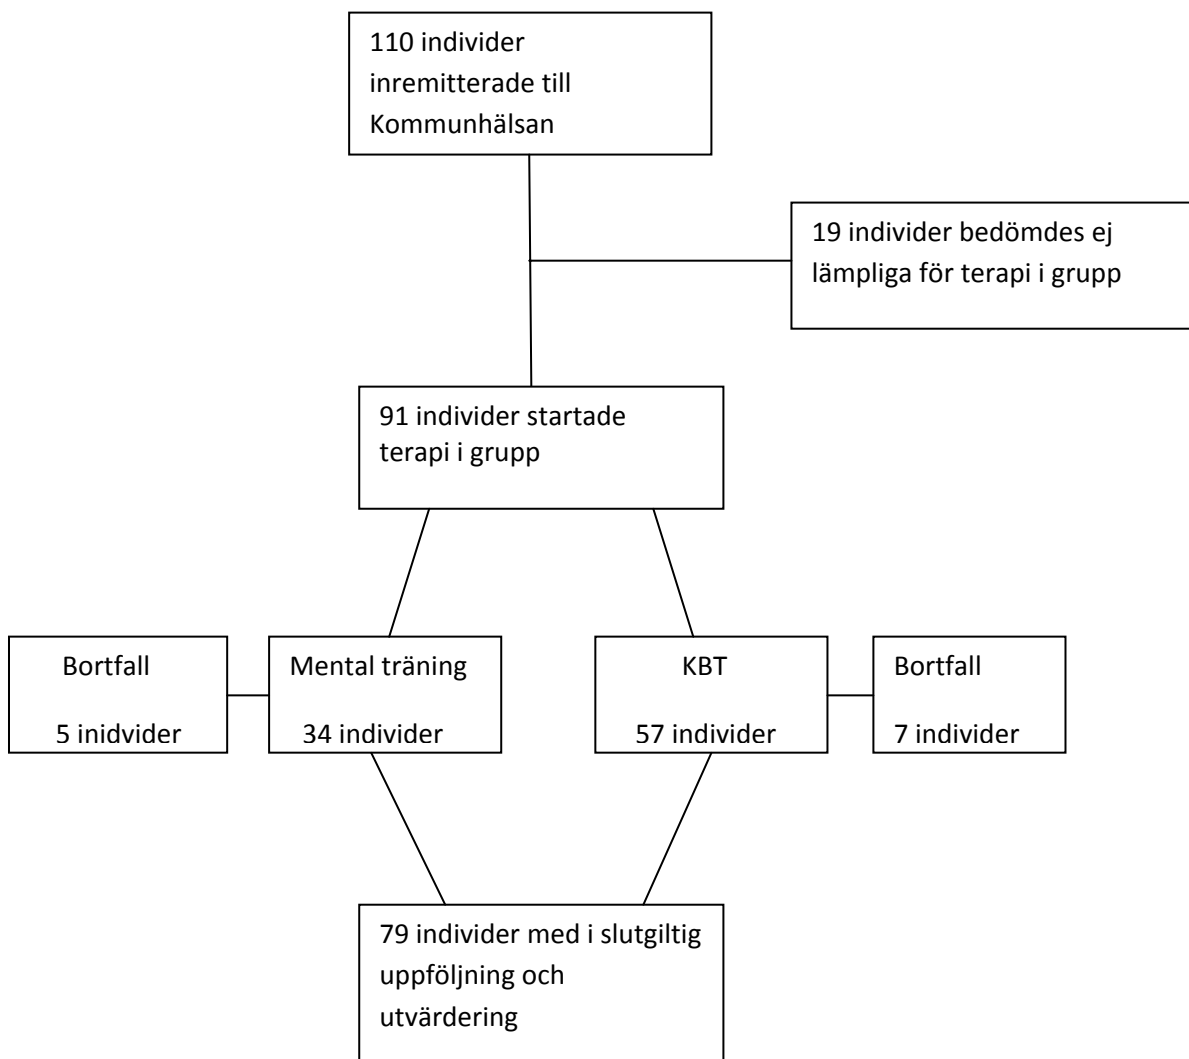 110 individer
inremitterade till
Kommunhälsan
19 individer bedömdes ej
lämpliga för terapi i grupp
91 individer startade
terapi i grupp
Bortfall
5 inidvider
Mental träning
34 individer
KBT
57 individer
Bortfall
7 individer
79 individer med i slutgiltig
uppföljning och
utvärdering